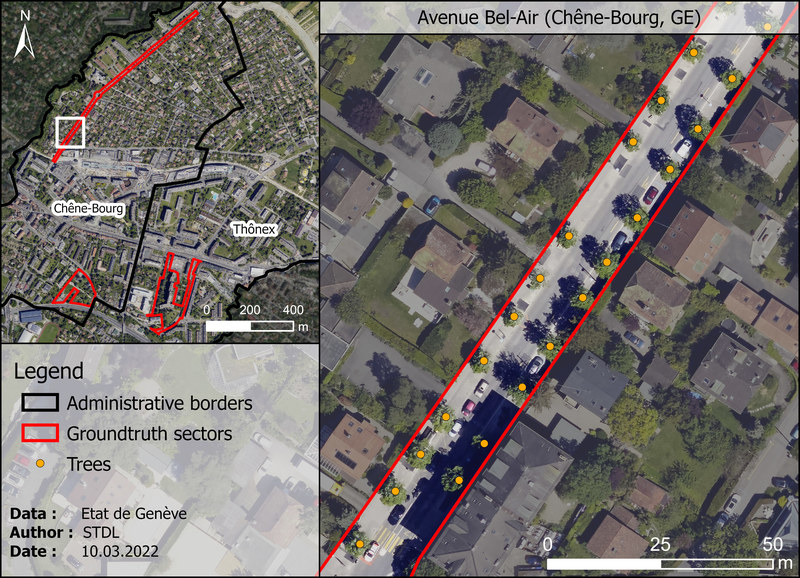 Avenue Bel-Air (Chêne-Bourg, GE)
N
Chêne-Bourg
Thônex
0 200 400
m
Legend
Administrative borders
Groundtruth sectors
Trees
Data : Etat de Genève
Author : STDL
Date : 10.03.2022
0 25 50
m